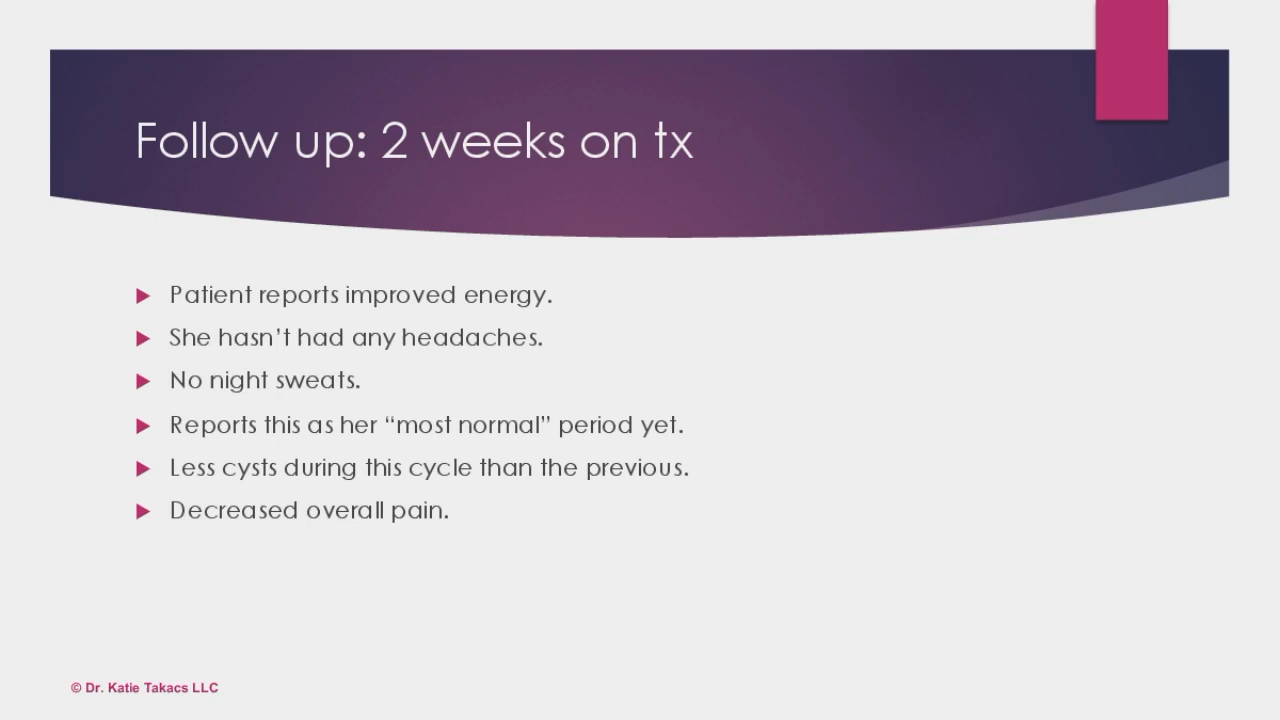 Follow up: 2 weeks on tx
Patient reports improved energy.
She hasn’t had any headaches.
No night sweats.
Reports this as her “most normal” period yet.
Less cysts during this cycle than the previous.
Decreased overall pain.
© Dr. Katie Takacs LLC